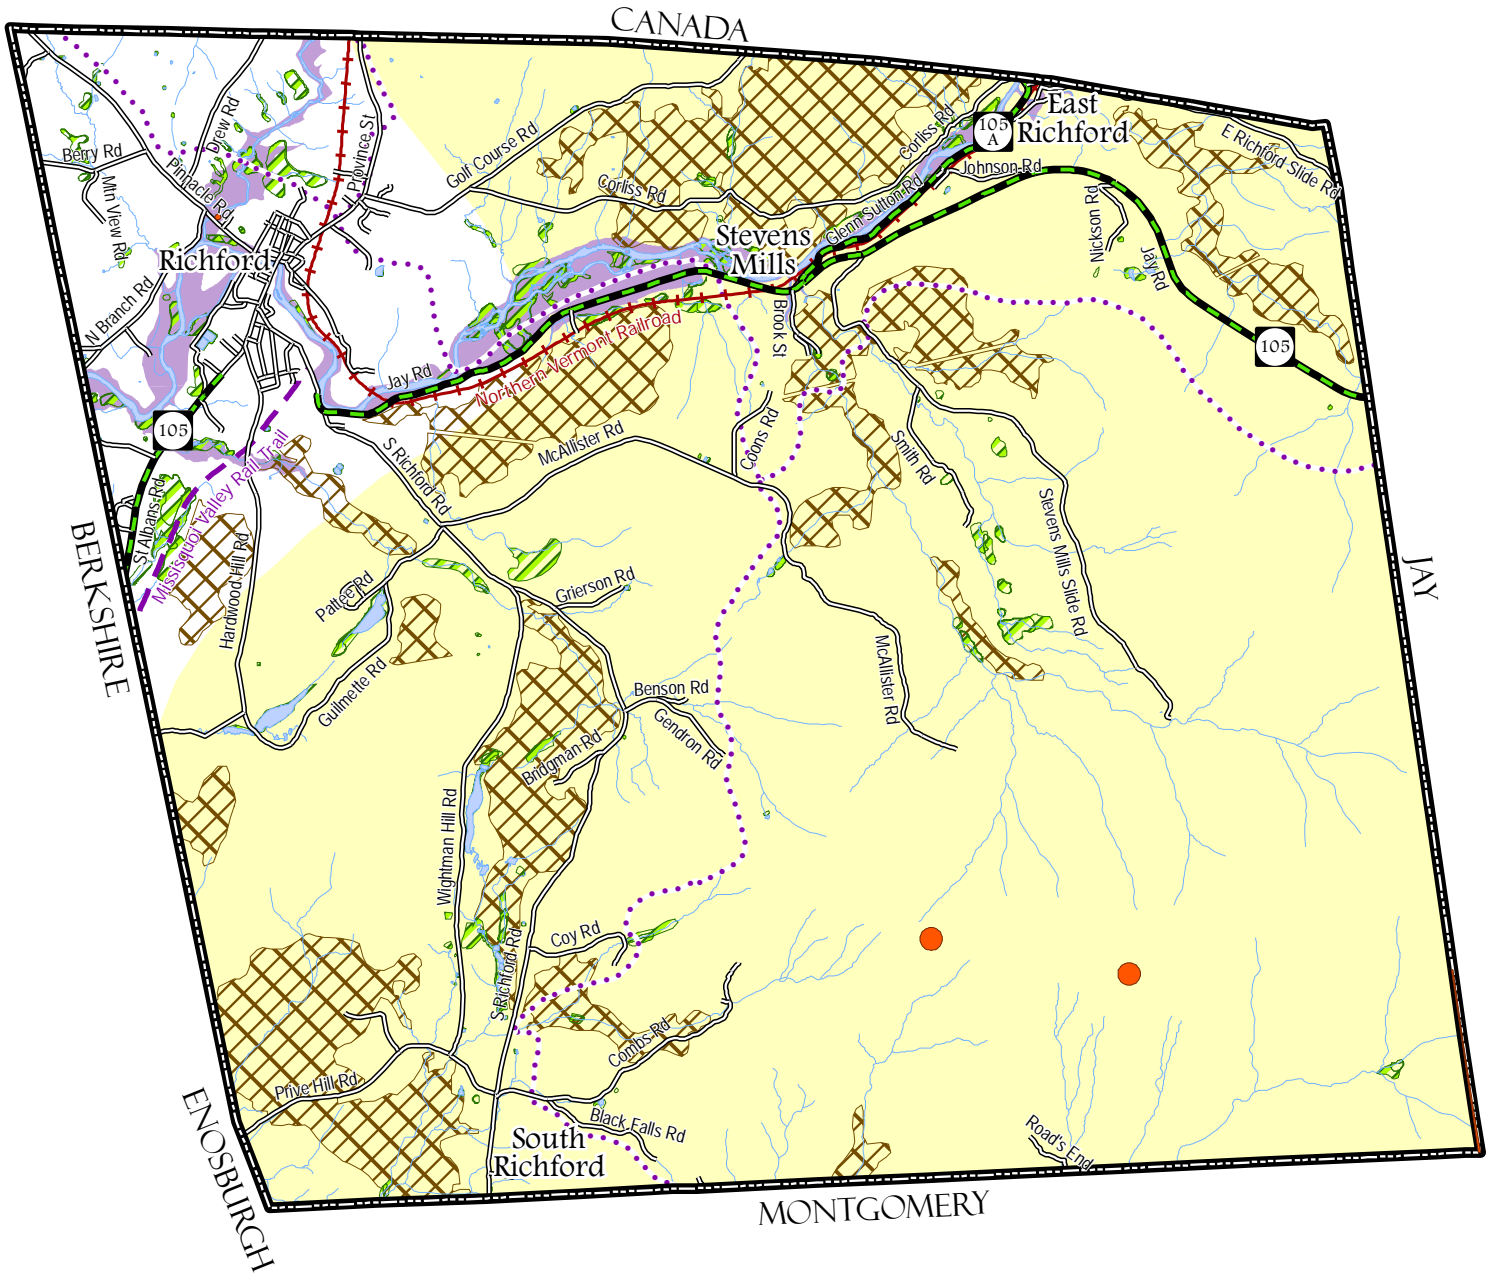 CANADA
East
Richford
105
A
E Richford Slide Rd
Drew Rd
Province St
Berry Rd
Pinnacle Rd
Golf Course Rd
Corliss Rd
Corliss Rd
Johnson Rd
Mtn View Rd
Glenn Sutton Rd
Nickson Rd
Jay Rd
Stevens
Mills
Richford
N Branch Rd
Brook St
105
Northern Vermont Railroad
Jay Rd
105
S Richford Rd
McAllister Rd
Coons Rd
Smith Rd
Missisquoi Valley Rail Trail
St Albans Rd
Hardwood Hill Rd
Stevens Mills Slide Rd
BERKSHIRE
JAY
Pattee Rd
Grierson Rd
Guilmette Rd
McAllister Rd
Benson Rd
Gendron Rd
Bridgman Rd
Wightman Hill Rd
Coy Rd
S Richford Rd
Combs Rd
Prive Hill Rd
Black Falls Rd
Road's End
South
Richford
ENOSBURGH
MONTGOMERY